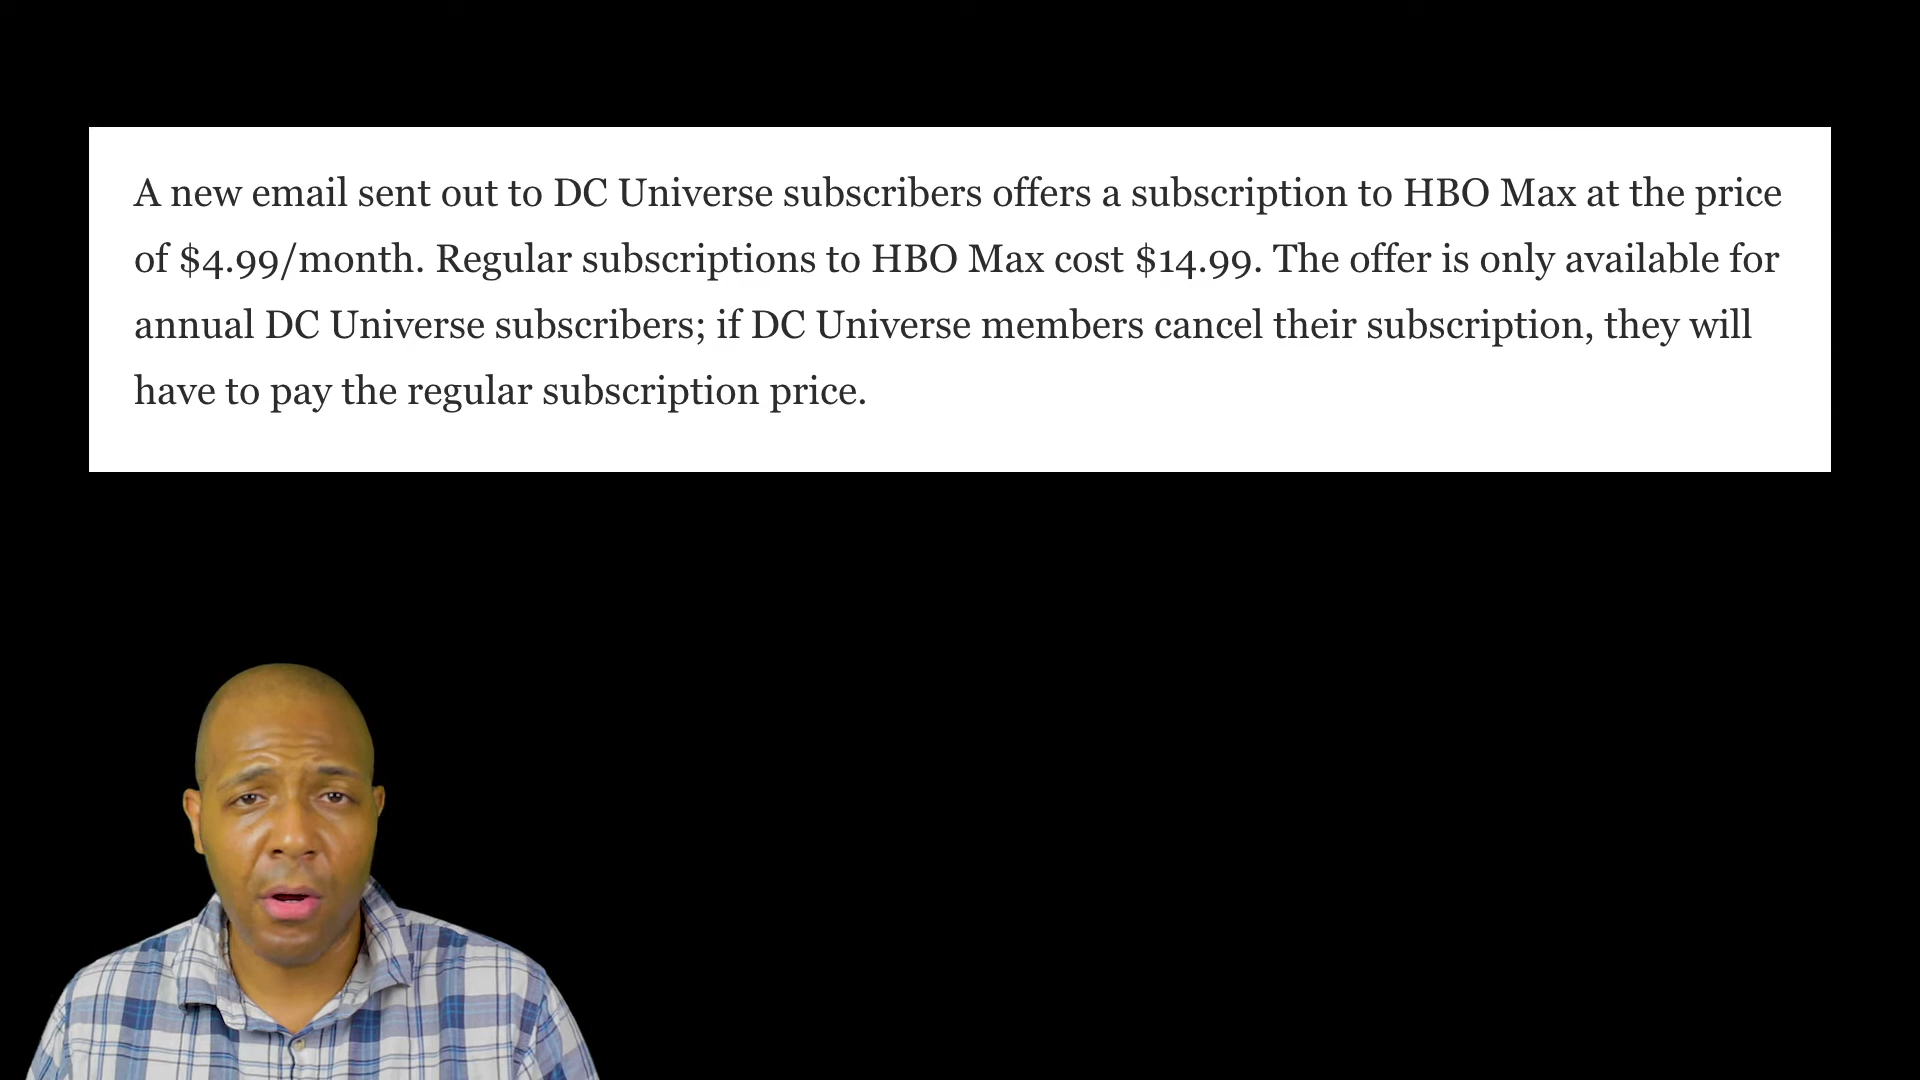 A new email sent out to DC Universe subscribers offers a subscription to HBO Max at the price
of $4.99/month. Regular subscriptions to HBO Max cost $14.99. The offer is only available for
annual DC Universe subscribers; if DC Universe members cancel their subscription, they will
have to pay the regular subscription price.